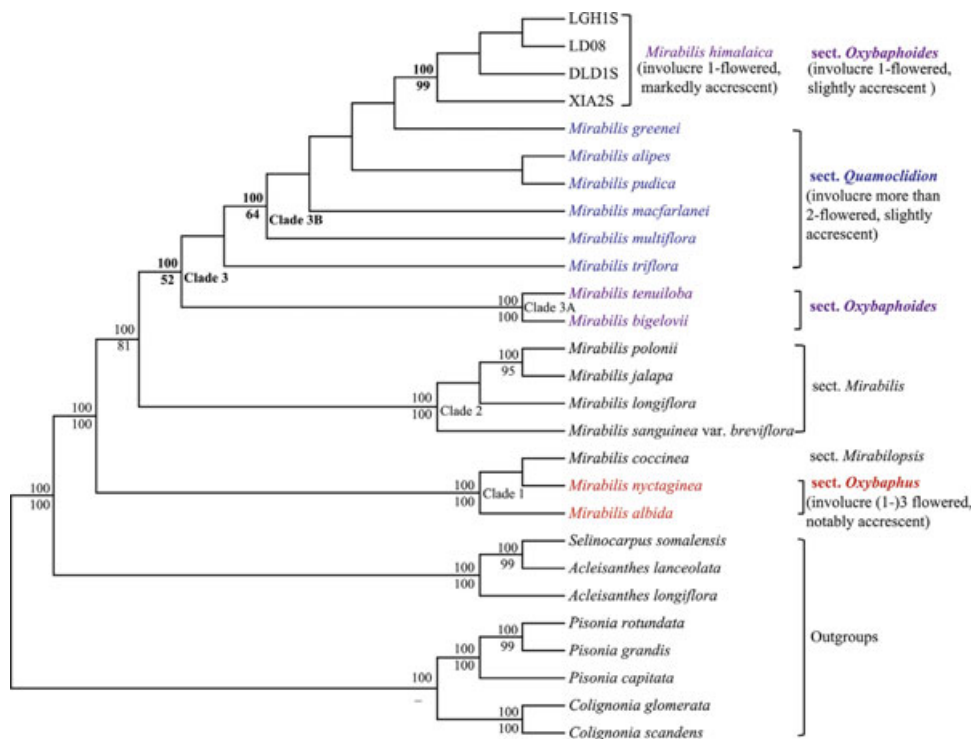 LGH1S
LD08
DLD1S
XIA2S
Mirabilis himalaica
(involucre 1-flowered,
markedly accrescent)
sect. Oxybaphoides
(involucre 1-flowered,
slightly accrescent )
100
99
Mirabilis greenei
Mirabilis alipes
Mirabilis pudica
Mirabilis macfarlanei
Mirabilis multiflora
Mirabilis triflora
sect. Quamoclidion
(involucre more than
2-flowered, slightly
accrescent)
100
64
Clade 3B
100
52
Clade 3
Mirabilis tenuiloba
Mirabilis bigelovii
100
100
Clade 3A
sect. Oxybaphoides
100
81
Mirabilis polonii
Mirabilis jalapa
Mirabilis longiflora
Mirabilis sanguinea var. breviflora
100
95
100
100
Clade 2
sect. Mirabilis
100
100
Mirabilis coccinea
Mirabilis nyctaginea
Mirabilis albida
100
100
Clade 1
sect. Mirabilopsis
sect. Oxybaphus
(involucre (1-)3 flowered,
notably accrescent)
100
100
Selinocarpus somalensis
Acleisanthes lanceolata
Acleisanthes longiflora
100
99
100
100
Pisonia rotundata
Pisonia grandis
Pisonia capitata
Colignonia glomerata
Colignonia scandens
100
99
100
100
100
–
100
100
Outgroups